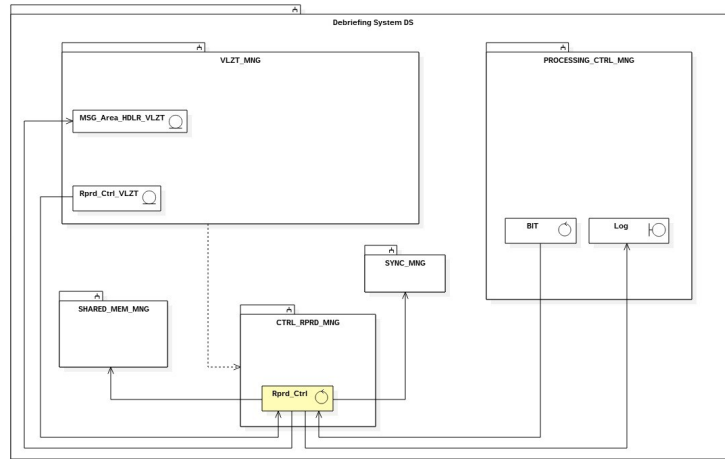 Debriefing System DS
VLZT_MNG
PROCESSING_CTRL_MNG
MSG_Area_HDLR_VLZT
Rprd_Ctrl_VLZT
BIT
Log
SYNC_MNG
SHARED_MEM_MNG
CTRL_RPRD_MNG
Rprd_Ctrl